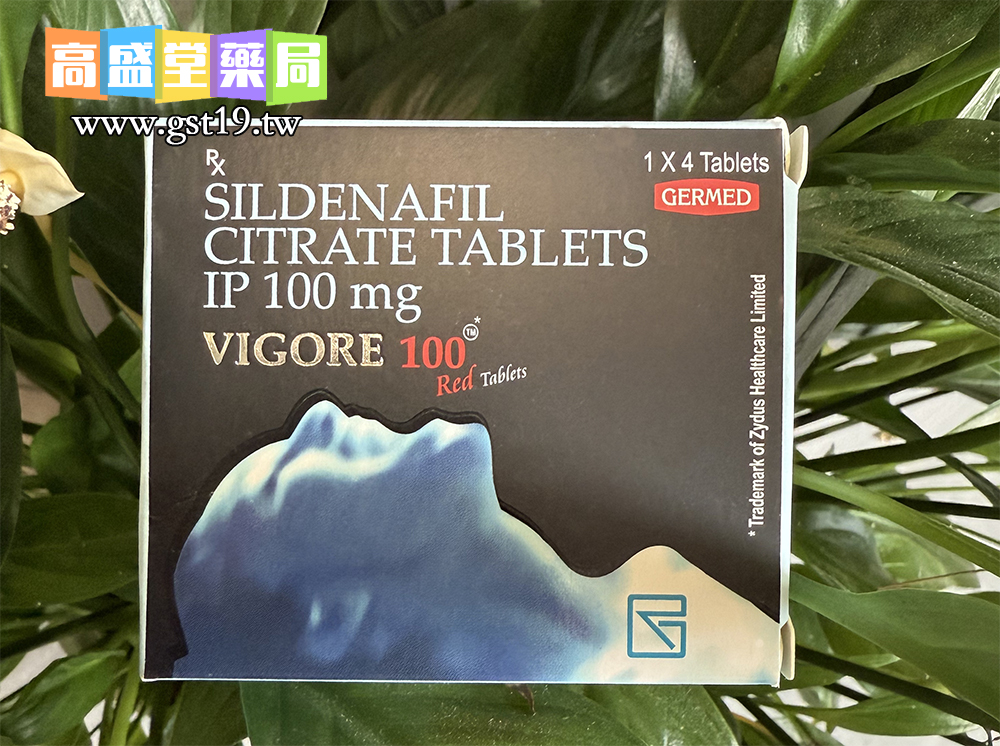 高盛堂藥局
www.gst19.tw
Rx
1 X 4 Tablets
GERMED
SILDENAFIL
CITRATE TABLETS
IP 100 mg
VIGORE 100™*
Red Tablets
* Trademark of Zydus Healthcare Limited